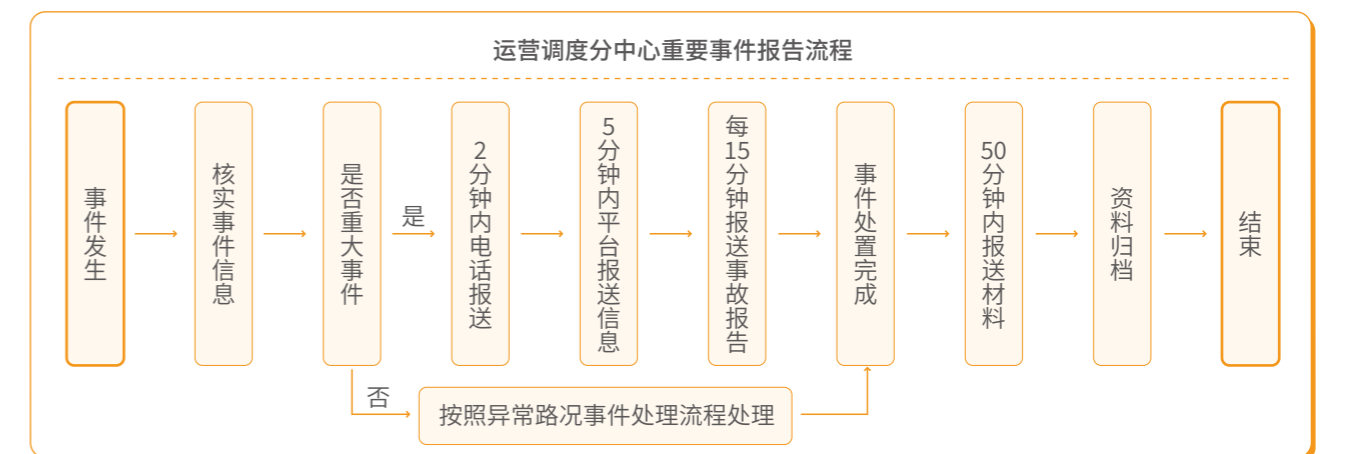 运营调度分中心重要事件报告流程
事件发生
核实事件信息
是否重大事件
是
2分钟内电话报送
5分钟内平台报送信息
每15分钟报送事故报告
事件处置完成
50分钟内报送材料
资料归档
结束
否
按照异常路况事件处理流程处理